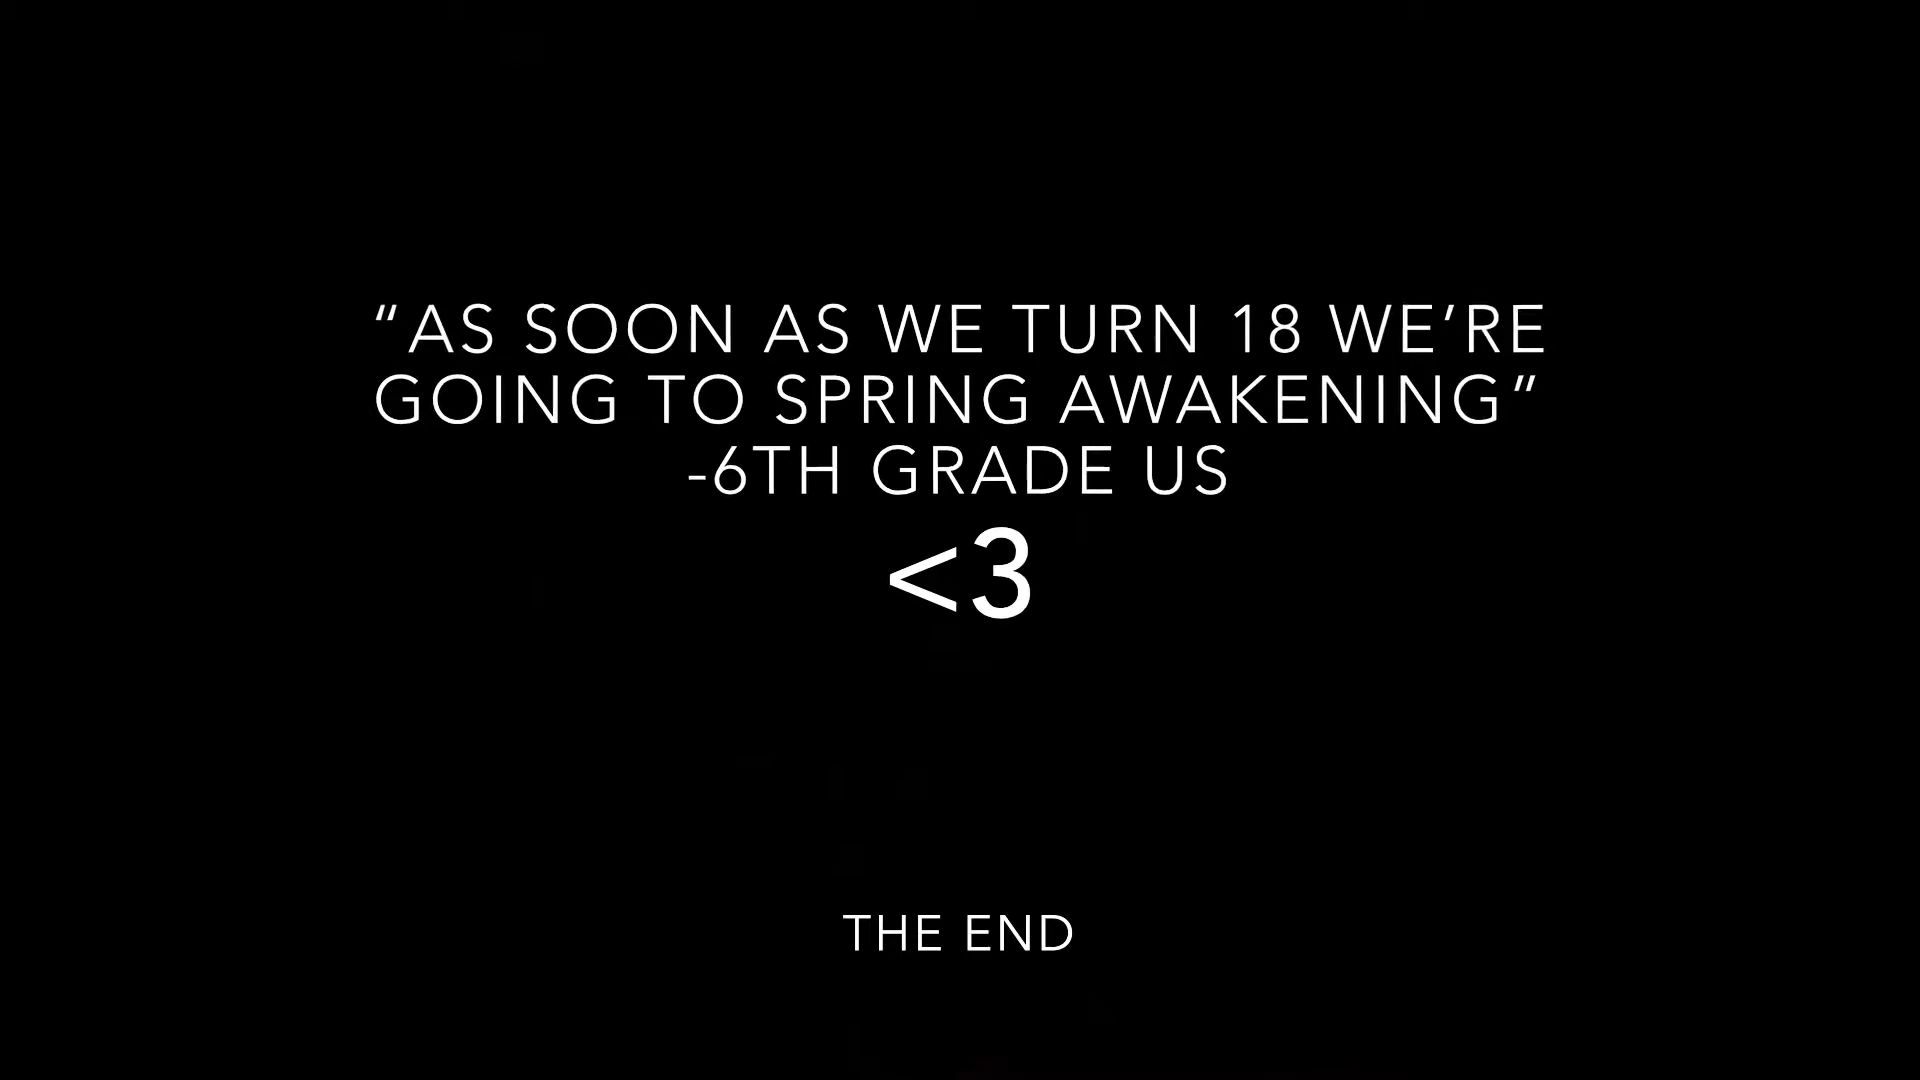 “AS SOON AS WE TURN 18 WE’RE
GOING TO SPRING AWAKENING”
-6TH GRADE US
<3
THE END